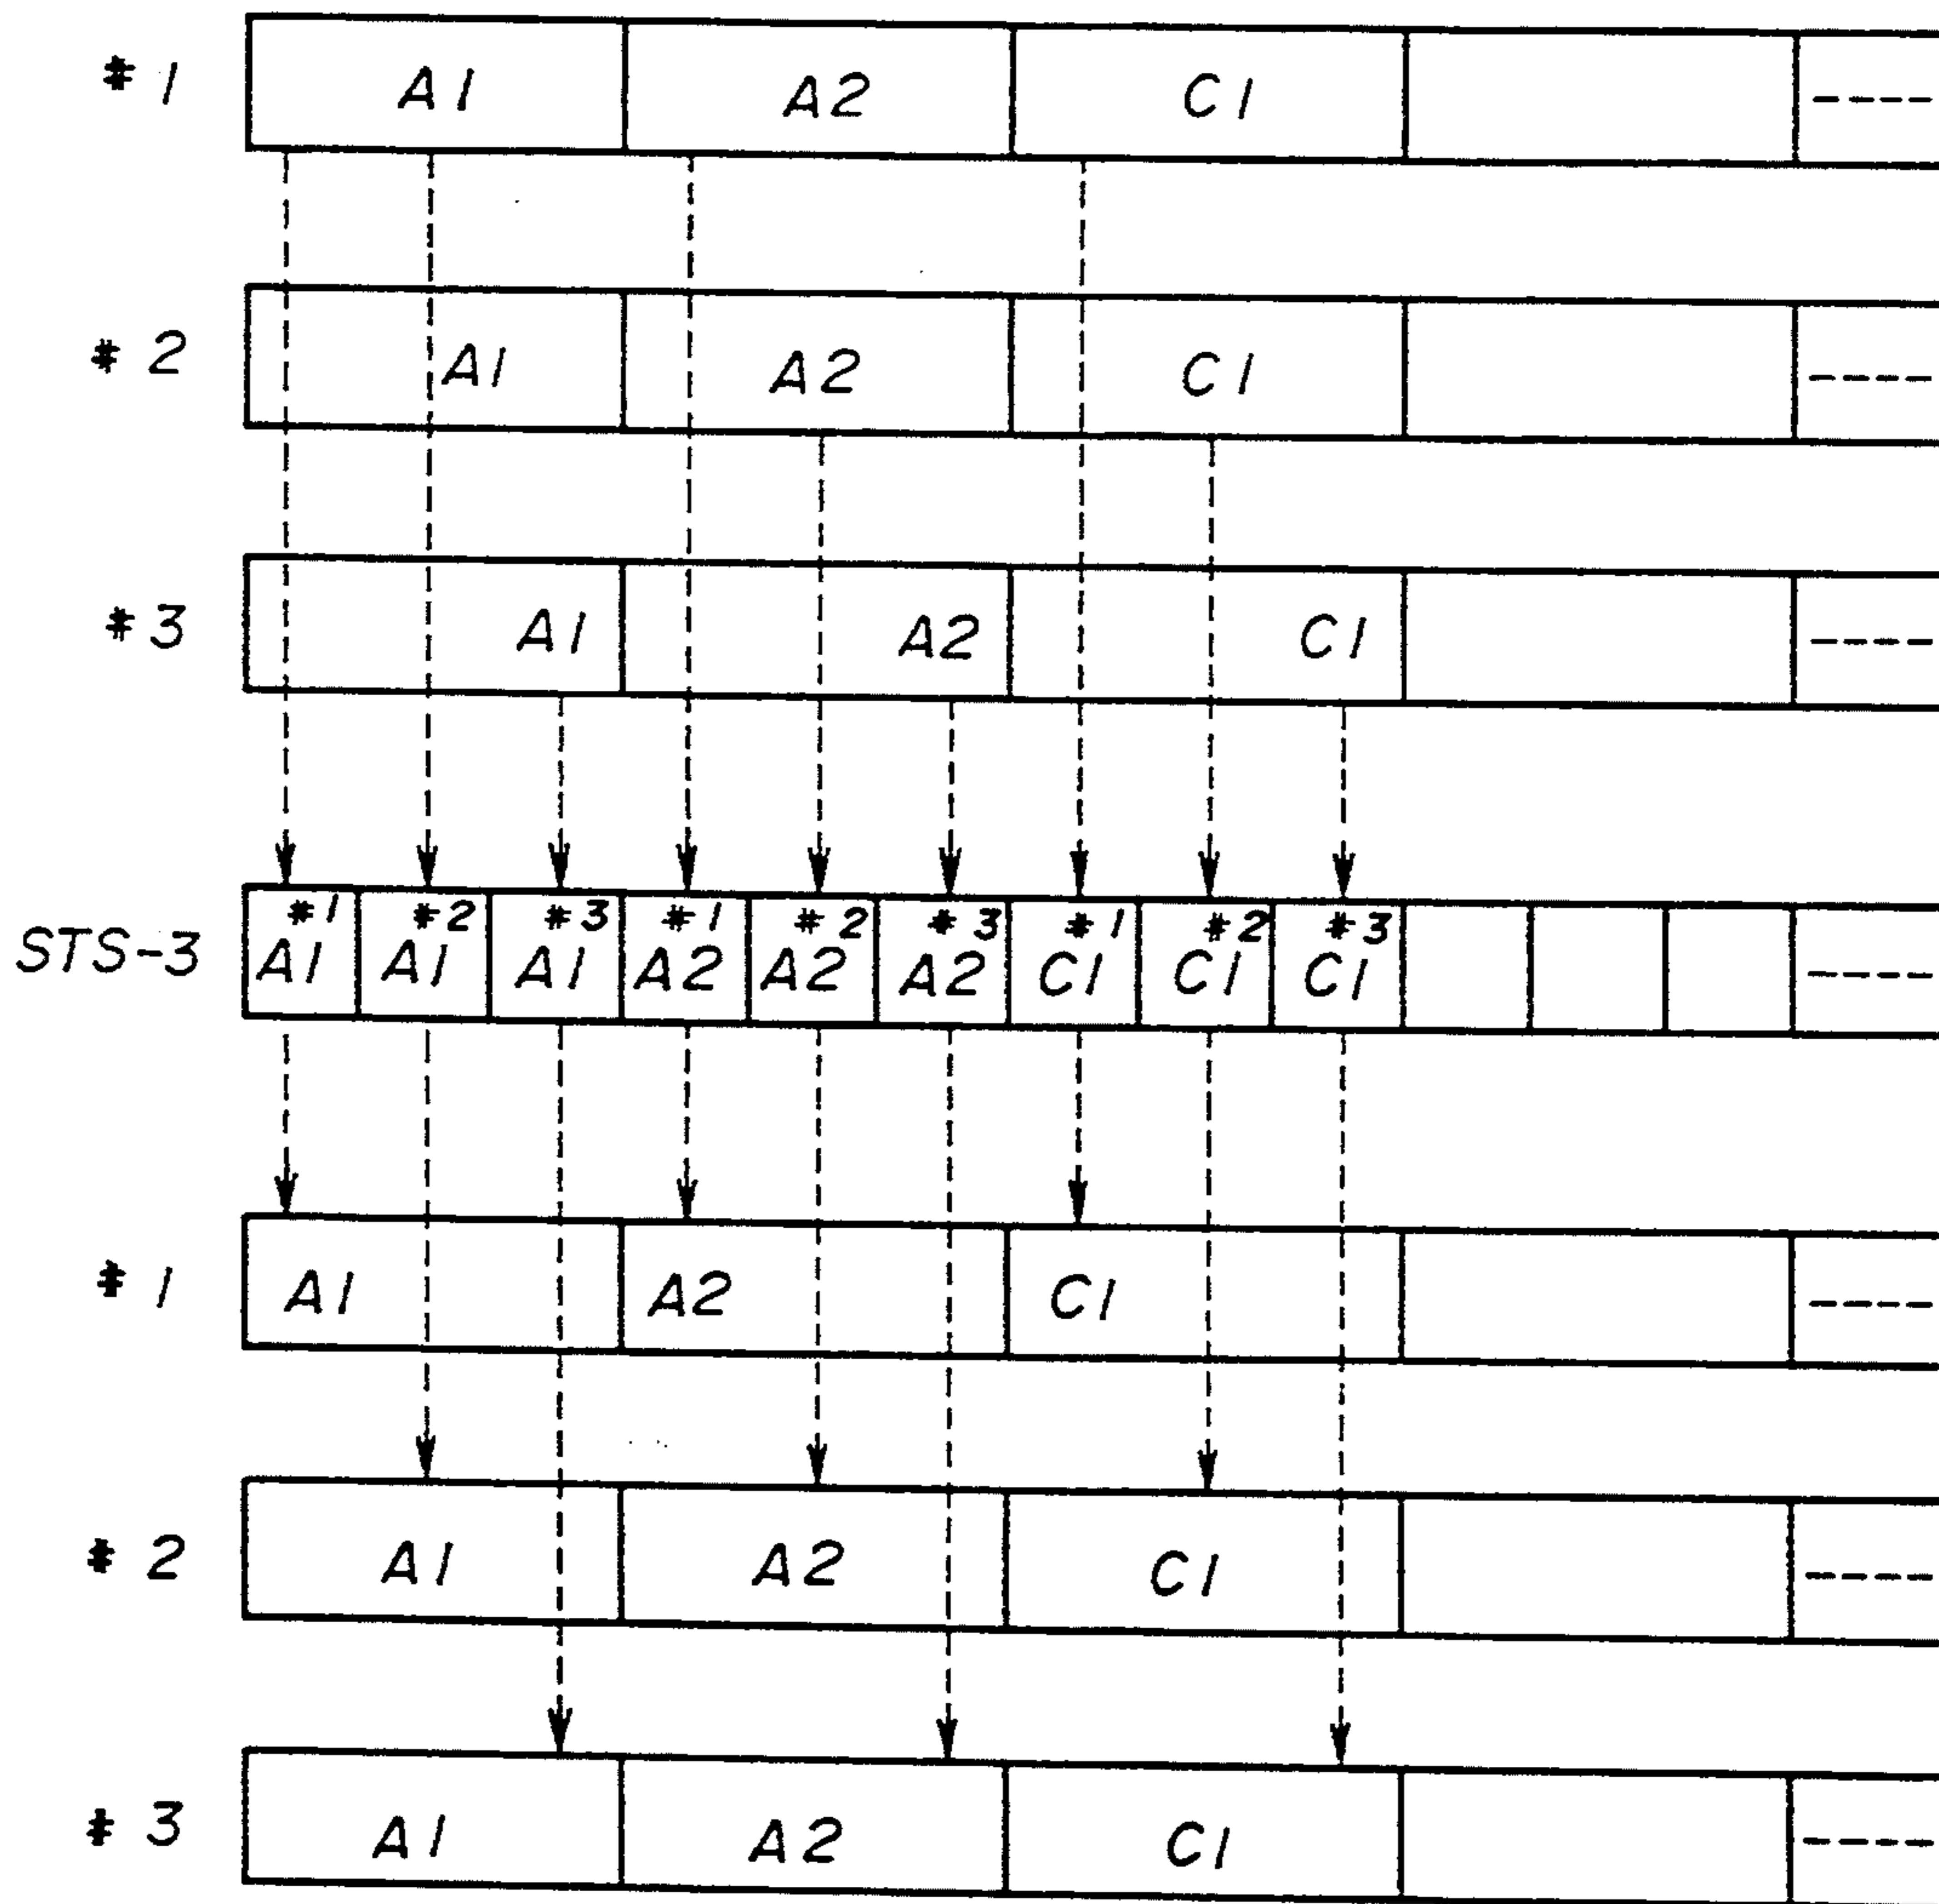 #1 A1 A2 C1 ----
#2 A1 A2 C1 ----
#3 A1 A2 C1 ----
#1 #2 #3 #1 #2 #3 #1 #2 #3
STS-3 A1 A1 A1 A2 A2 A2 C1 C1 C1 ----
#1 A1 A2 C1 ----
#2 A1 A2 C1 ----
#3 A1 A2 C1 ----